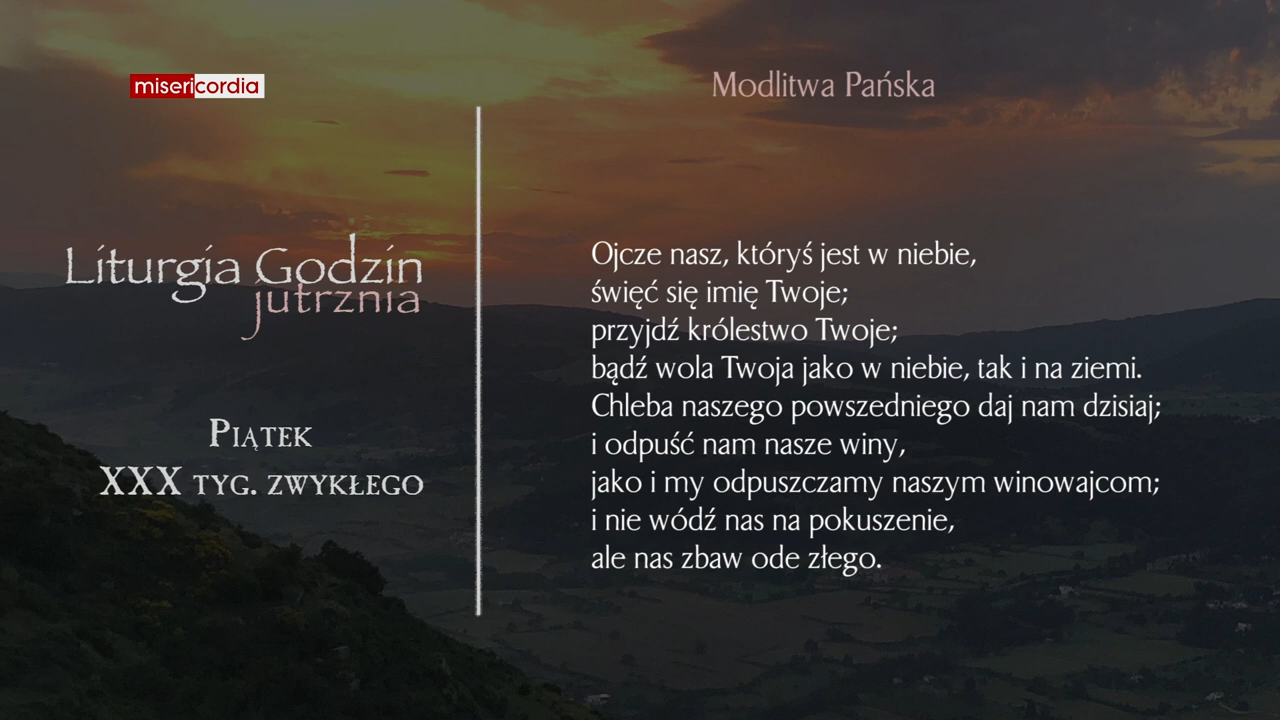 misericordia
Liturgia Godzin
jutrznia
Piątek
XXX tyg. zwykłego
Modlitwa Pańska
Ojcze nasz, któryś jest w niebie,
święć się imię Twoje;
przyjdź królestwo Twoje;
bądź wola Twoja jako w niebie, tak i na ziemi.
Chleba naszego powszedniego daj nam dzisiaj;
i odpuść nam nasze winy,
jako i my odpuszczamy naszym winowajcom;
i nie wódź nas na pokuszenie,
ale nas zbaw ode złego.